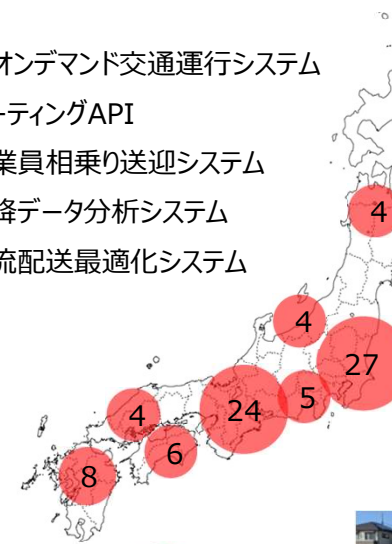 オンデマンド交通運行システム
ーティングAPI
業員相乗り送迎システム
降データ分析システム
流配送最適化システム
4
4
27
5
24
4
6
8